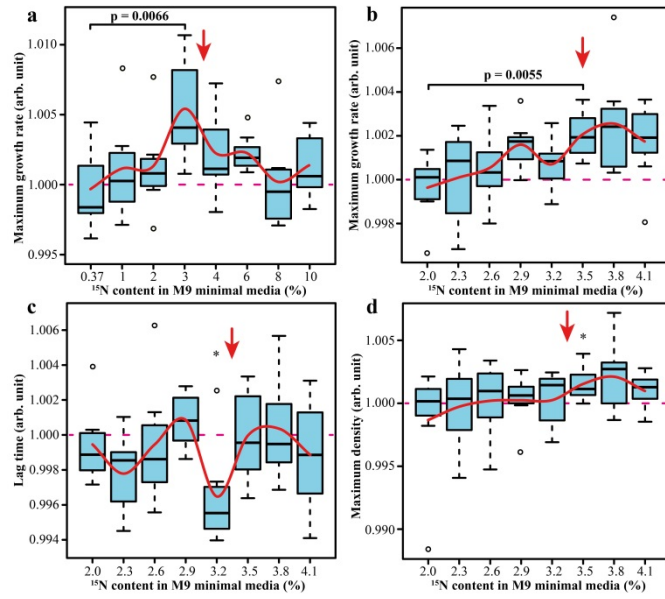 a
p = 0.0066
Maximum growth rate (arb. unit)
1.010
1.005
1.000
0.995
0.37 1 2 3 4 6 8 10
¹⁵N content in M9 minimal media (%)
b
p = 0.0055
Maximum growth rate (arb. unit)
1.006
1.004
1.002
1.000
0.998
2.0 2.3 2.6 2.9 3.2 3.5 3.8 4.1
¹⁵N content in M9 minimal media (%)
c
*
Lag time (arb. unit)
1.006
1.004
1.002
1.000
0.998
0.996
0.994
2.0 2.3 2.6 2.9 3.2 3.5 3.8 4.1
¹⁵N content in M9 minimal media (%)
d
*
Maximum density (arb. unit)
1.005
1.000
0.995
0.990
2.0 2.3 2.6 2.9 3.2 3.5 3.8 4.1
¹⁵N content in M9 minimal media (%)